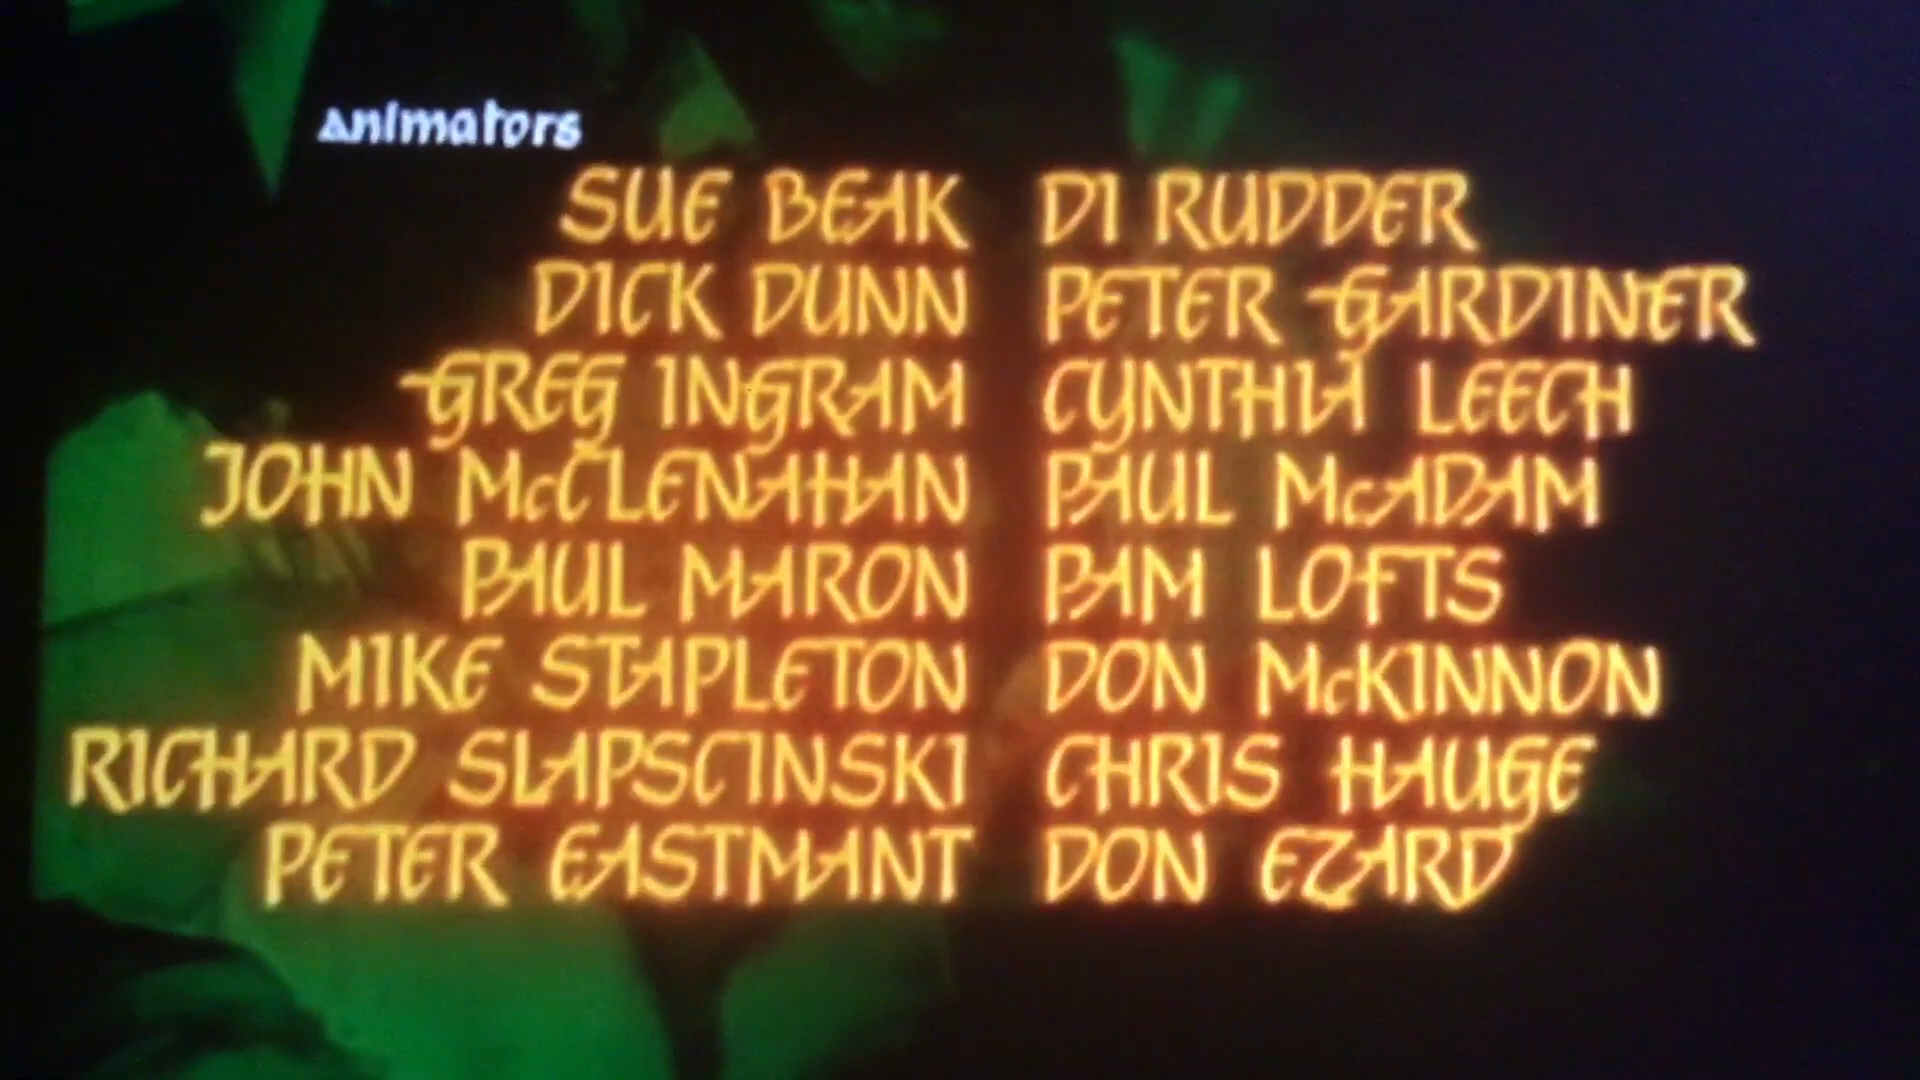 Animators
SUE BEAK DI RUDDER
DICK DUNN PETER GARDINER
GREG INGRAM CYNTHIA LEECH
JOHN McCLENAHAN PAUL McADAM
PAUL MARON PAM LOFTS
MIKE STAPLETON DON McKINNON
RICHARD SLAPSCINSKI CHRIS HAUGE
PETER EASTMANT DON EZARD